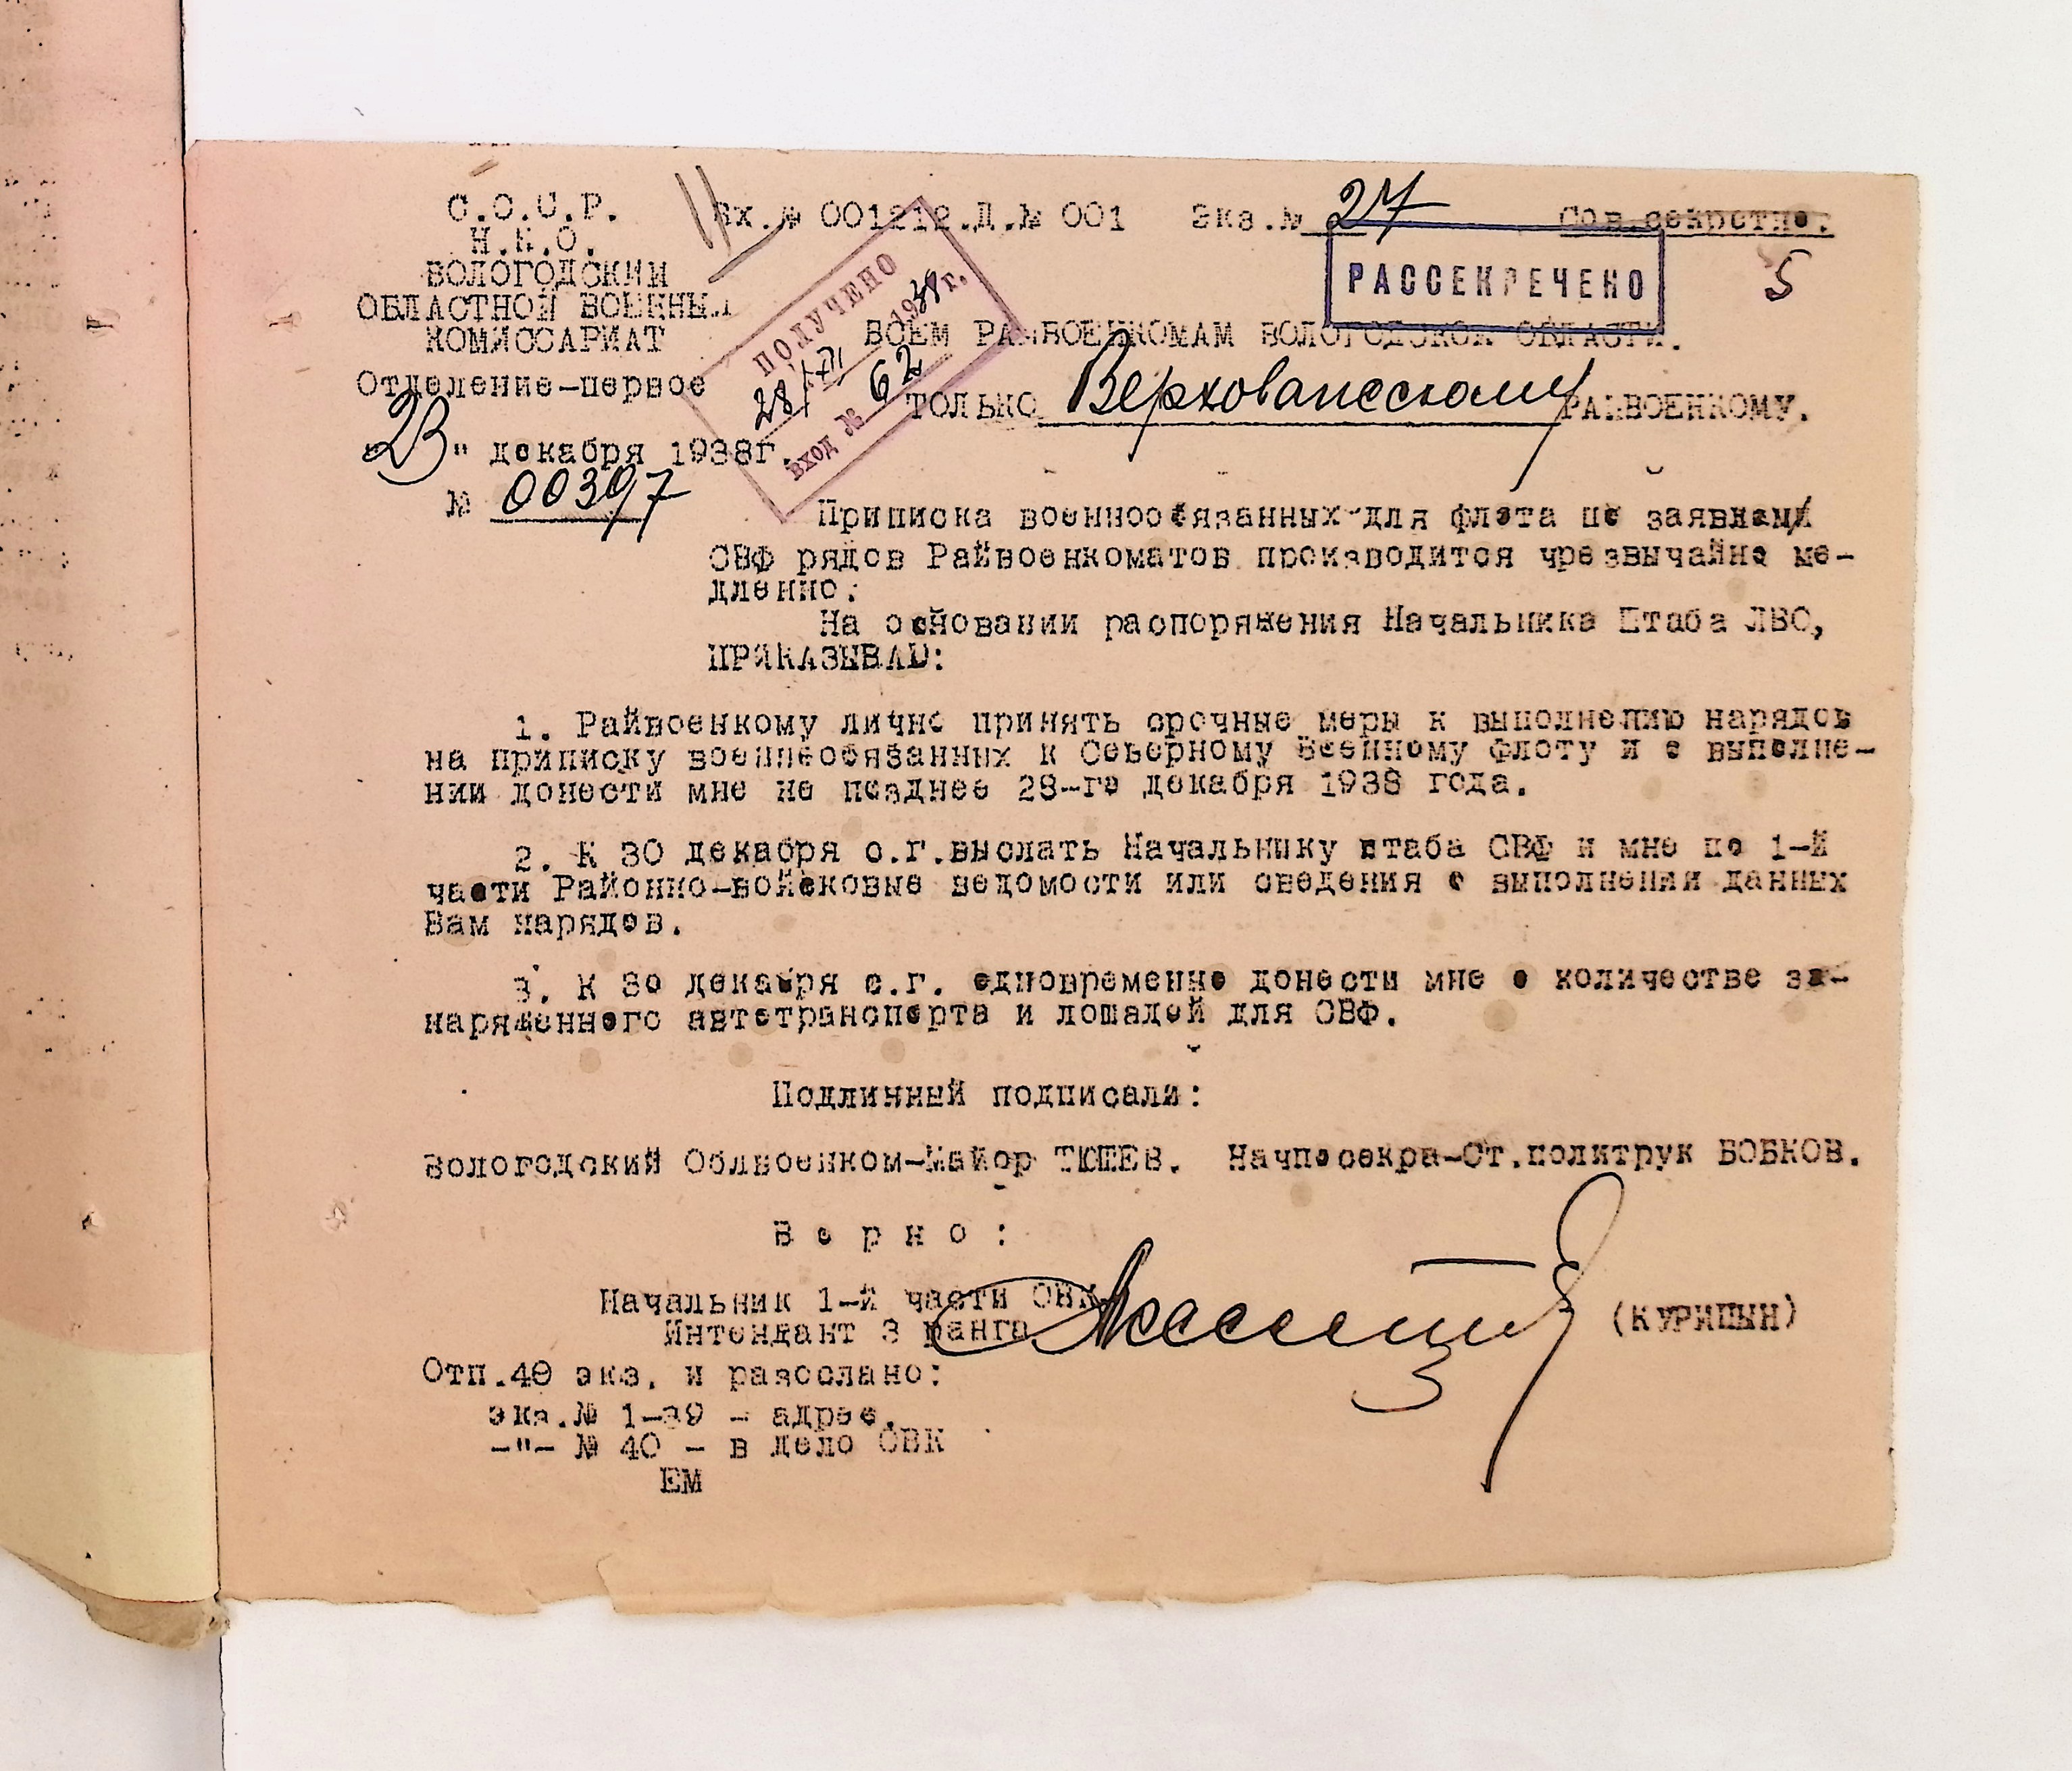 С.С.С.Р.
Н.К.О.
ВОЛОГОДСКИЙ
ОБЛАСТНОЙ ВОЕННЫЙ
КОМИССАРИАТ
Отделение-первое
"23" декабря 1938г.
№ 00397
Вх.№ 001212.Д.№ 001 Экз.№ 27 Сов.секретно.
РАССЕКРЕЧЕНО
5
ПОЛУЧЕНО
28/XII 1938 г.
ВХОД № 62
ВСЕМ РАЙВОЕНКОМАМ ВОЛОГОДСКОЙ ОБЛАСТИ.
ТОЛЬКО Верховажскому РАЙВОЕНКОМУ.
Приписка военнообязанных для флота по заявкам
СВФ рядов Райвоенкоматов производится чрезвычайно ме-
дленно:
На основании распоряжения Начальника Штаба ЛВО,
ПРИКАЗЫВАЮ:
1. Райвоенкому лично принять срочные меры к выполнению нарядов
на приписку военнообязанных к Северному Военному флоту и о выполне-
нии донести мне не позднее 28-го декабря 1938 года.
2. К 30 декабря с.г.выслать Начальнику штаба СВФ и мне по 1-й
части Районно-войсковые ведомости или сведения о выполнении данных
Вам нарядов.
3. К 30 декабря с.г. одновременно донести мне о количестве за-
наряженного автотранспорта и лошадей для СВФ.
Подлинный подписали:
Вологодский Облвоенком-Майор ТЮШЕВ. Начпосекра-Ст.политрук БОБКОВ.
В е р н о :
Начальник 1-й части ОВК
Интендант 3 ранга (КУРИЦЫН)
Отп.40 экз. и разослано:
экз.№ 1-39 - адрес.
-"- № 40 - в дело ОВК
ЕМ